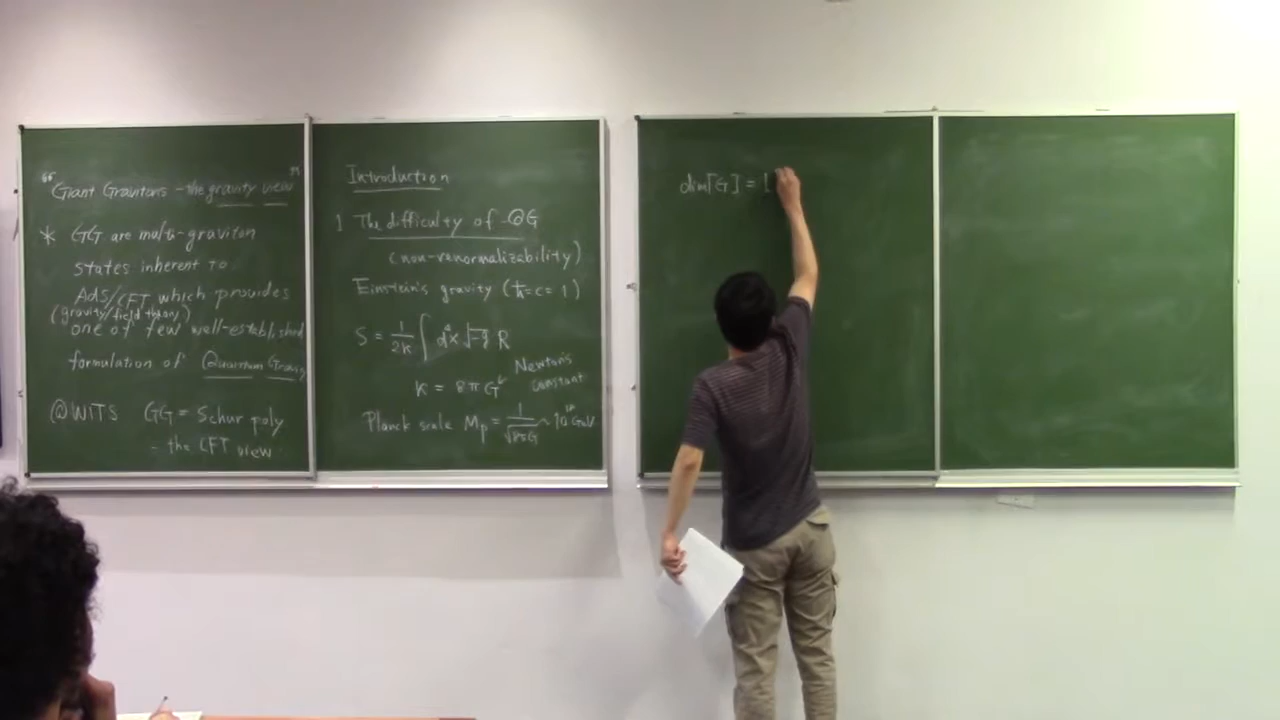 "Giant Gravitons - the gravity view"
* GG are multi-graviton
states inherent to
AdS/CFT which provides
(gravity/field theory)
one of few well-established
formulation of Quantum Grav
@WITS GG = Schur poly
- the CFT view
Introduction
1 The difficulty of QG
(non-renormalizability)
Einstein's gravity (ħ=c=1)
S = 1/2κ ∫ d⁴x √-g R
κ = 8πG Newton's constant
Planck scale Mp = 1/√8πG ~ 10¹⁸ GeV
dim[G] = [